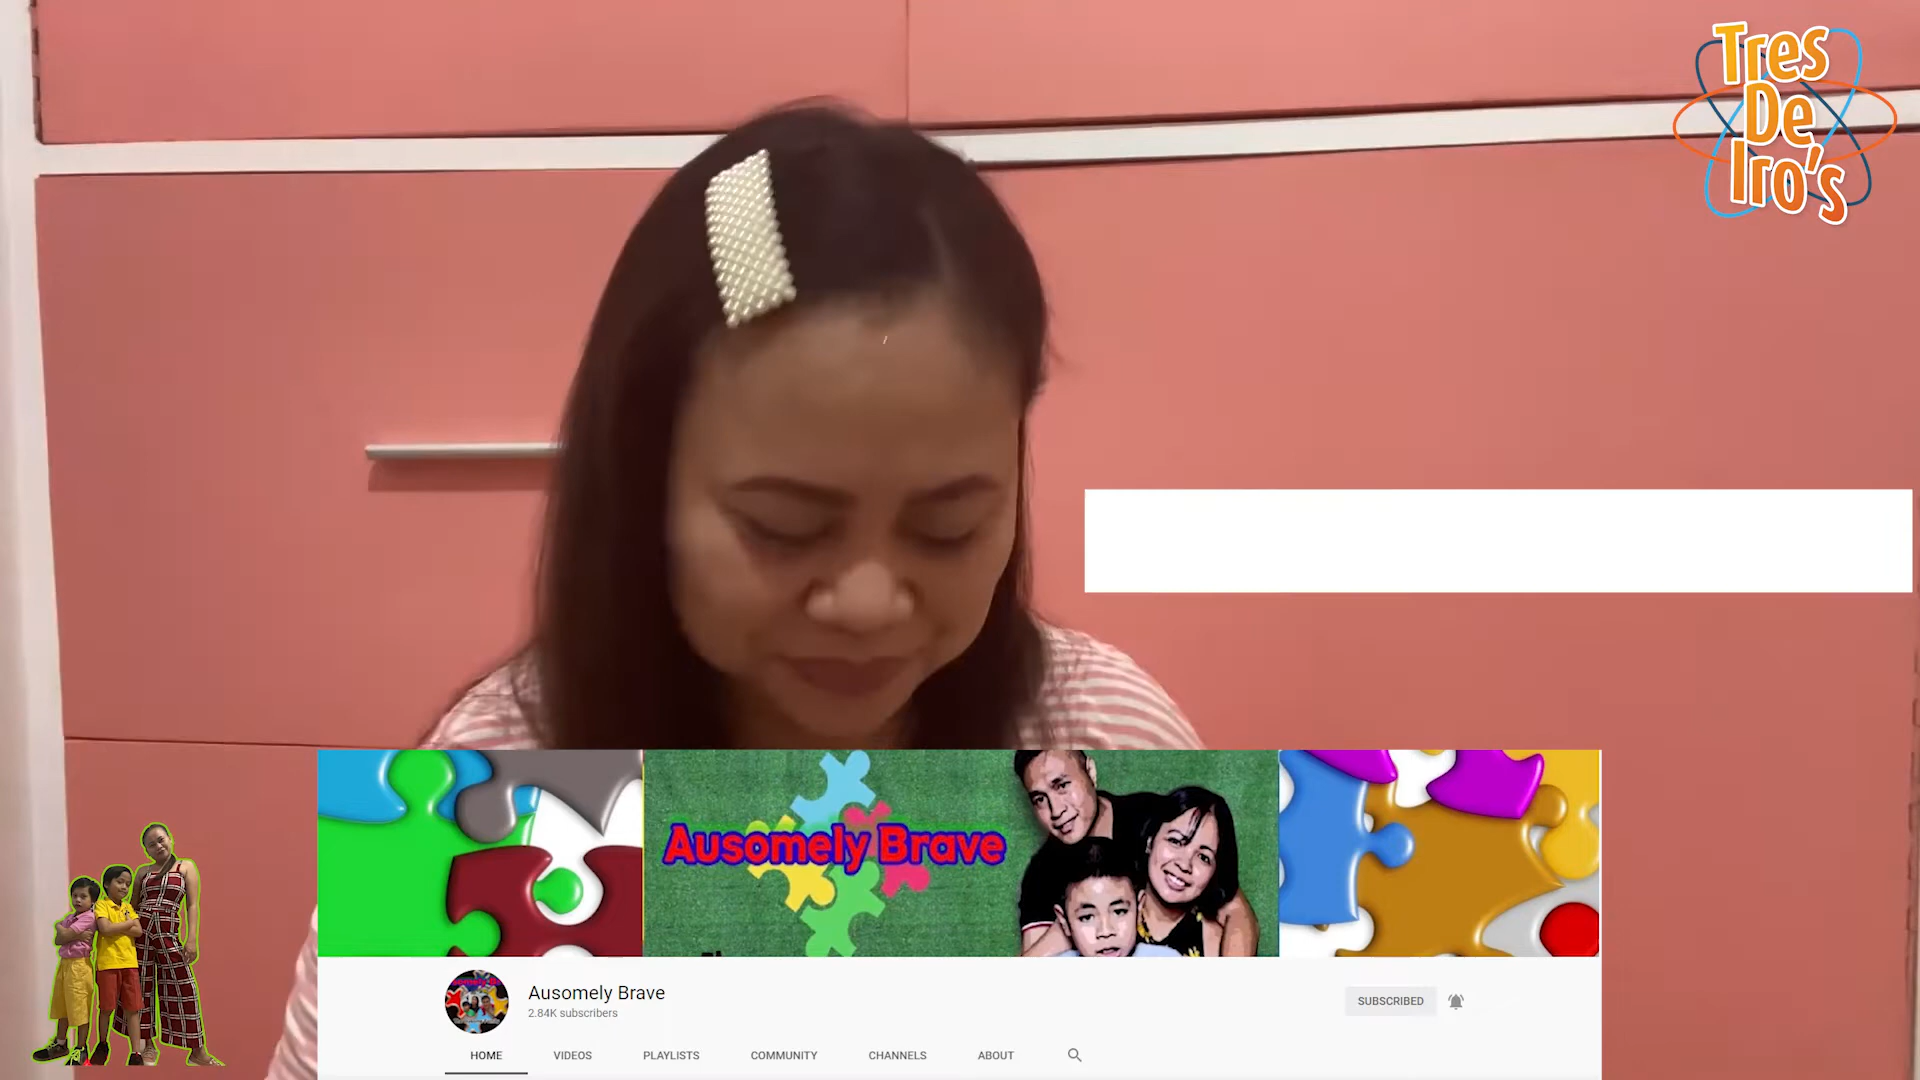 Tres
De
Iro's
Ausomely Brave
Ausomely Brave
2.84K subscribers
SUBSCRIBED
HOME VIDEOS PLAYLISTS COMMUNITY CHANNELS ABOUT